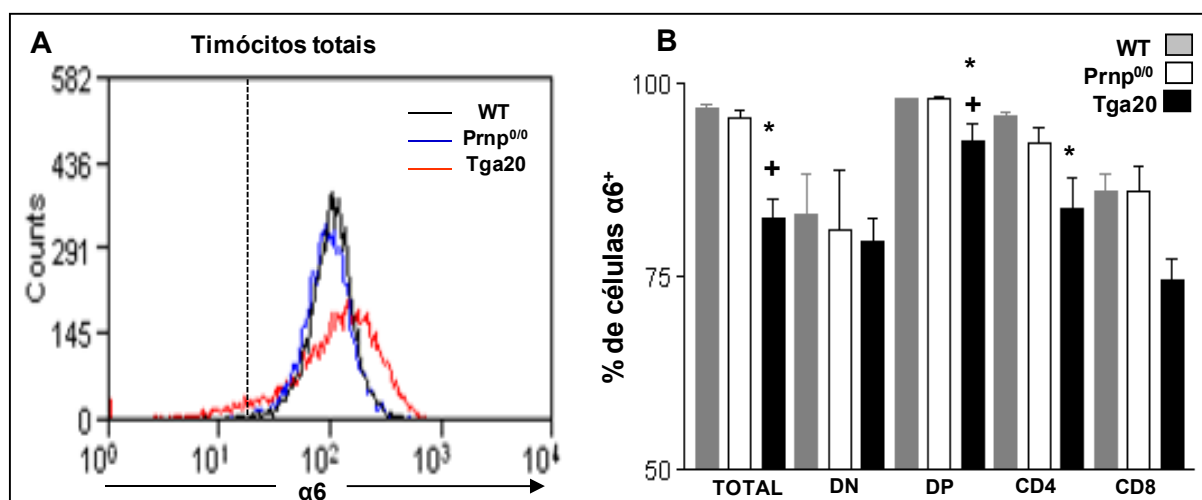 A
Timócitos totais
582
436
291
145
0
Counts
WT
Prnp0/0
Tga20
10⁰ 10¹ 10² 10³ 10⁴
α6
B
WT
Prnp0/0
Tga20
100
75
50
% de células α6⁺
*
+
*
+
*
TOTAL DN DP CD4 CD8